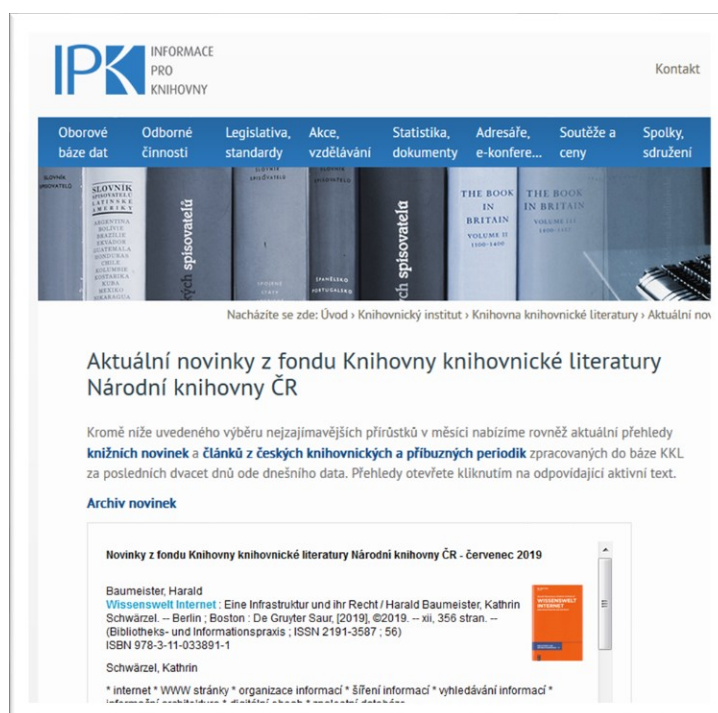 IPK INFORMACE
PRO
KNIHOVNY
Kontakt
Oborové báze dat
Odborné činnosti
Legislativa, standardy
Akce, vzdělávání
Statistika, dokumenty
Adresáře, e-konfere...
Soutěže a ceny
Spolky, sdružení
SLOVNÍK
SPISOVATELŮ
LATINSKÉ
AMERIKY
ARGENTINA
BOLÍVIE
BRAZÍLIE
EKVÁDOR
GUATEMALA
HONDURAS
CHILE
KOLUMBIE
KOSTARIKA
KUBA
MEXIKO
NIKARAGUA
ých spisovatelů
SLOVNÍK
SPISOVATELŮ
ŠPANĚLSKO
PORTUGALSKO
ých spisovatelů
THE BOOK
IN
BRITAIN
VOLUME II
1100-1400
THE BOOK
IN BRITAIN
VOLUME III
Nacházíte se zde: Úvod › Knihovnický institut › Knihovna knihovnické literatury › Aktuální nov
Aktuální novinky z fondu Knihovny knihovnické literatury
Národní knihovny ČR
Kromě níže uvedeného výběru nejzajímavějších přírůstků v měsíci nabízíme rovněž aktuální přehledy
knižních novinek a článků z českých knihovnických a příbuzných periodik zpracovaných do báze KKL
za posledních dvacet dnů ode dnešního data. Přehledy otevřete kliknutím na odpovídající aktivní text.
Archiv novinek
Novinky z fondu Knihovny knihovnické literatury Národní knihovny ČR - červenec 2019
Baumeister, Harald
Wissenswelt Internet : Eine Infrastruktur und ihr Recht / Harald Baumeister, Kathrin
Schwärzel. -- Berlin ; Boston : De Gruyter Saur, [2019], ©2019. -- xii, 356 stran. --
(Bibliotheks- und Informationspraxis ; ISSN 2191-3587 ; 56)
ISBN 978-3-11-033891-1
WISSENSWELT
INTERNET
Schwärzel, Kathrin
* internet * WWW stránky * organizace informací * šíření informací * vyhledávání informací *